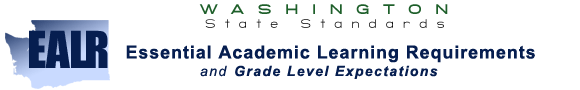 WASHINGTON
State Standards
EALR
Essential Academic Learning Requirements
and Grade Level Expectations